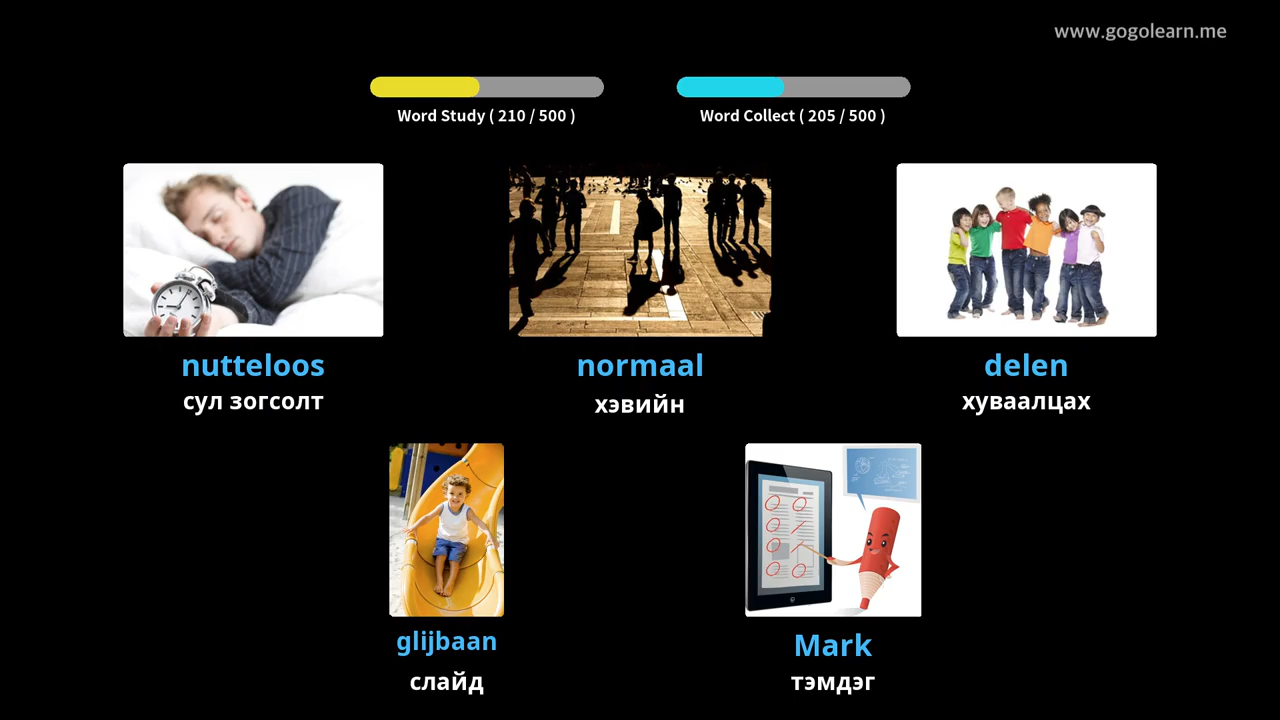 www.gogolearn.me
Word Study ( 210 / 500 )
Word Collect ( 205 / 500 )
nutteloos
сул зогсолт
normaal
хэвийн
delen
хуваалцах
glijbaan
слайд
Mark
тэмдэг